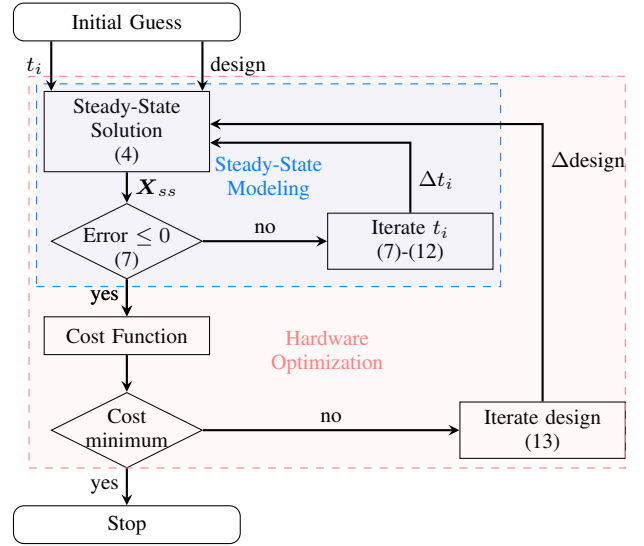 Initial Guess
t_i
design
Steady-State
Solution
(4)
Steady-State
Modeling
Δdesign
X_ss
Δt_i
Error ≤ 0
(7)
no
Iterate t_i
(7)-(12)
yes
Cost Function
Hardware
Optimization
Cost
minimum
no
Iterate design
(13)
yes
Stop